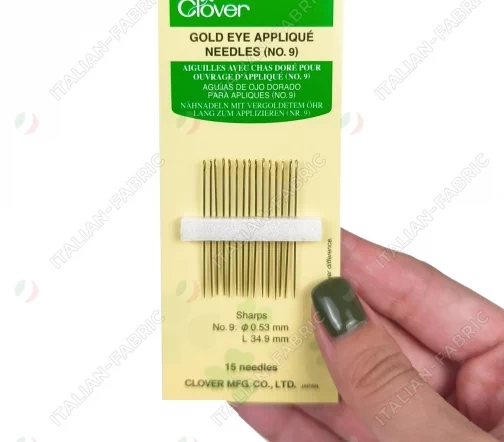 Clover
GOLD EYE APPLIQUÉ
NEEDLES (NO. 9)
AIGUILLES AVEC CHAS DORÉ POUR
OUVRAGE D'APPLIQUÉ (NO. 9)
AGUJAS DE OJO DORADO
PARA APLIQUES (NO. 9)
NÄHNADELN MIT VERGOLDETEM ÖHR
LANG ZUM APPLIZIEREN (NR. 9)
er difference.
Sharps
No. 9: Φ 0.53 mm
L 34.9 mm
15 needles
CLOVER MFG. CO., LTD. JAPAN
ITALIAN-FABRIC